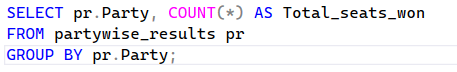 SELECT pr.Party, COUNT(*) AS Total_seats_won
FROM partywise_results pr
GROUP BY pr.Party;